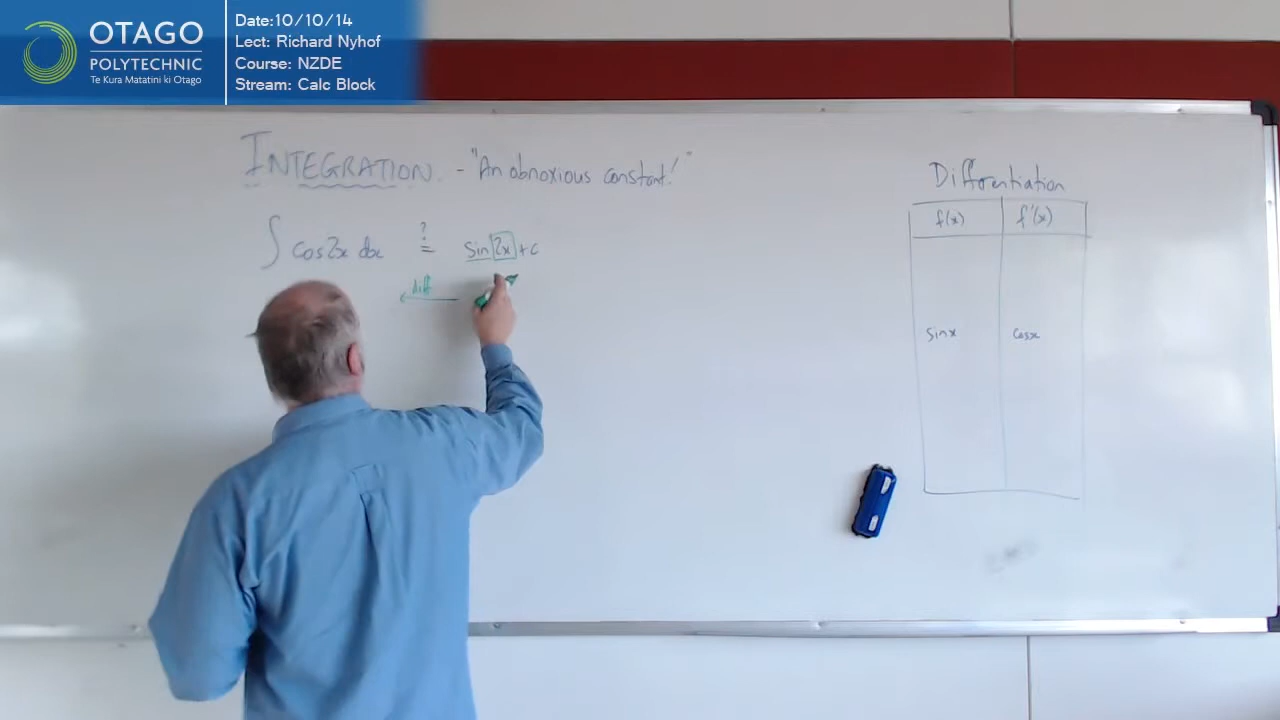 OTAGO
POLYTECHNIC
Te Kura Matatini ki Otago
Date:10/10/14
Lect: Richard Nyhof
Course: NZDE
Stream: Calc Block
INTEGRATION. - "An obnoxious constant!"
∫ cos2x dx ?= sin 2x + c
diff
Differentiation
f(x) f'(x)
sinx cosx